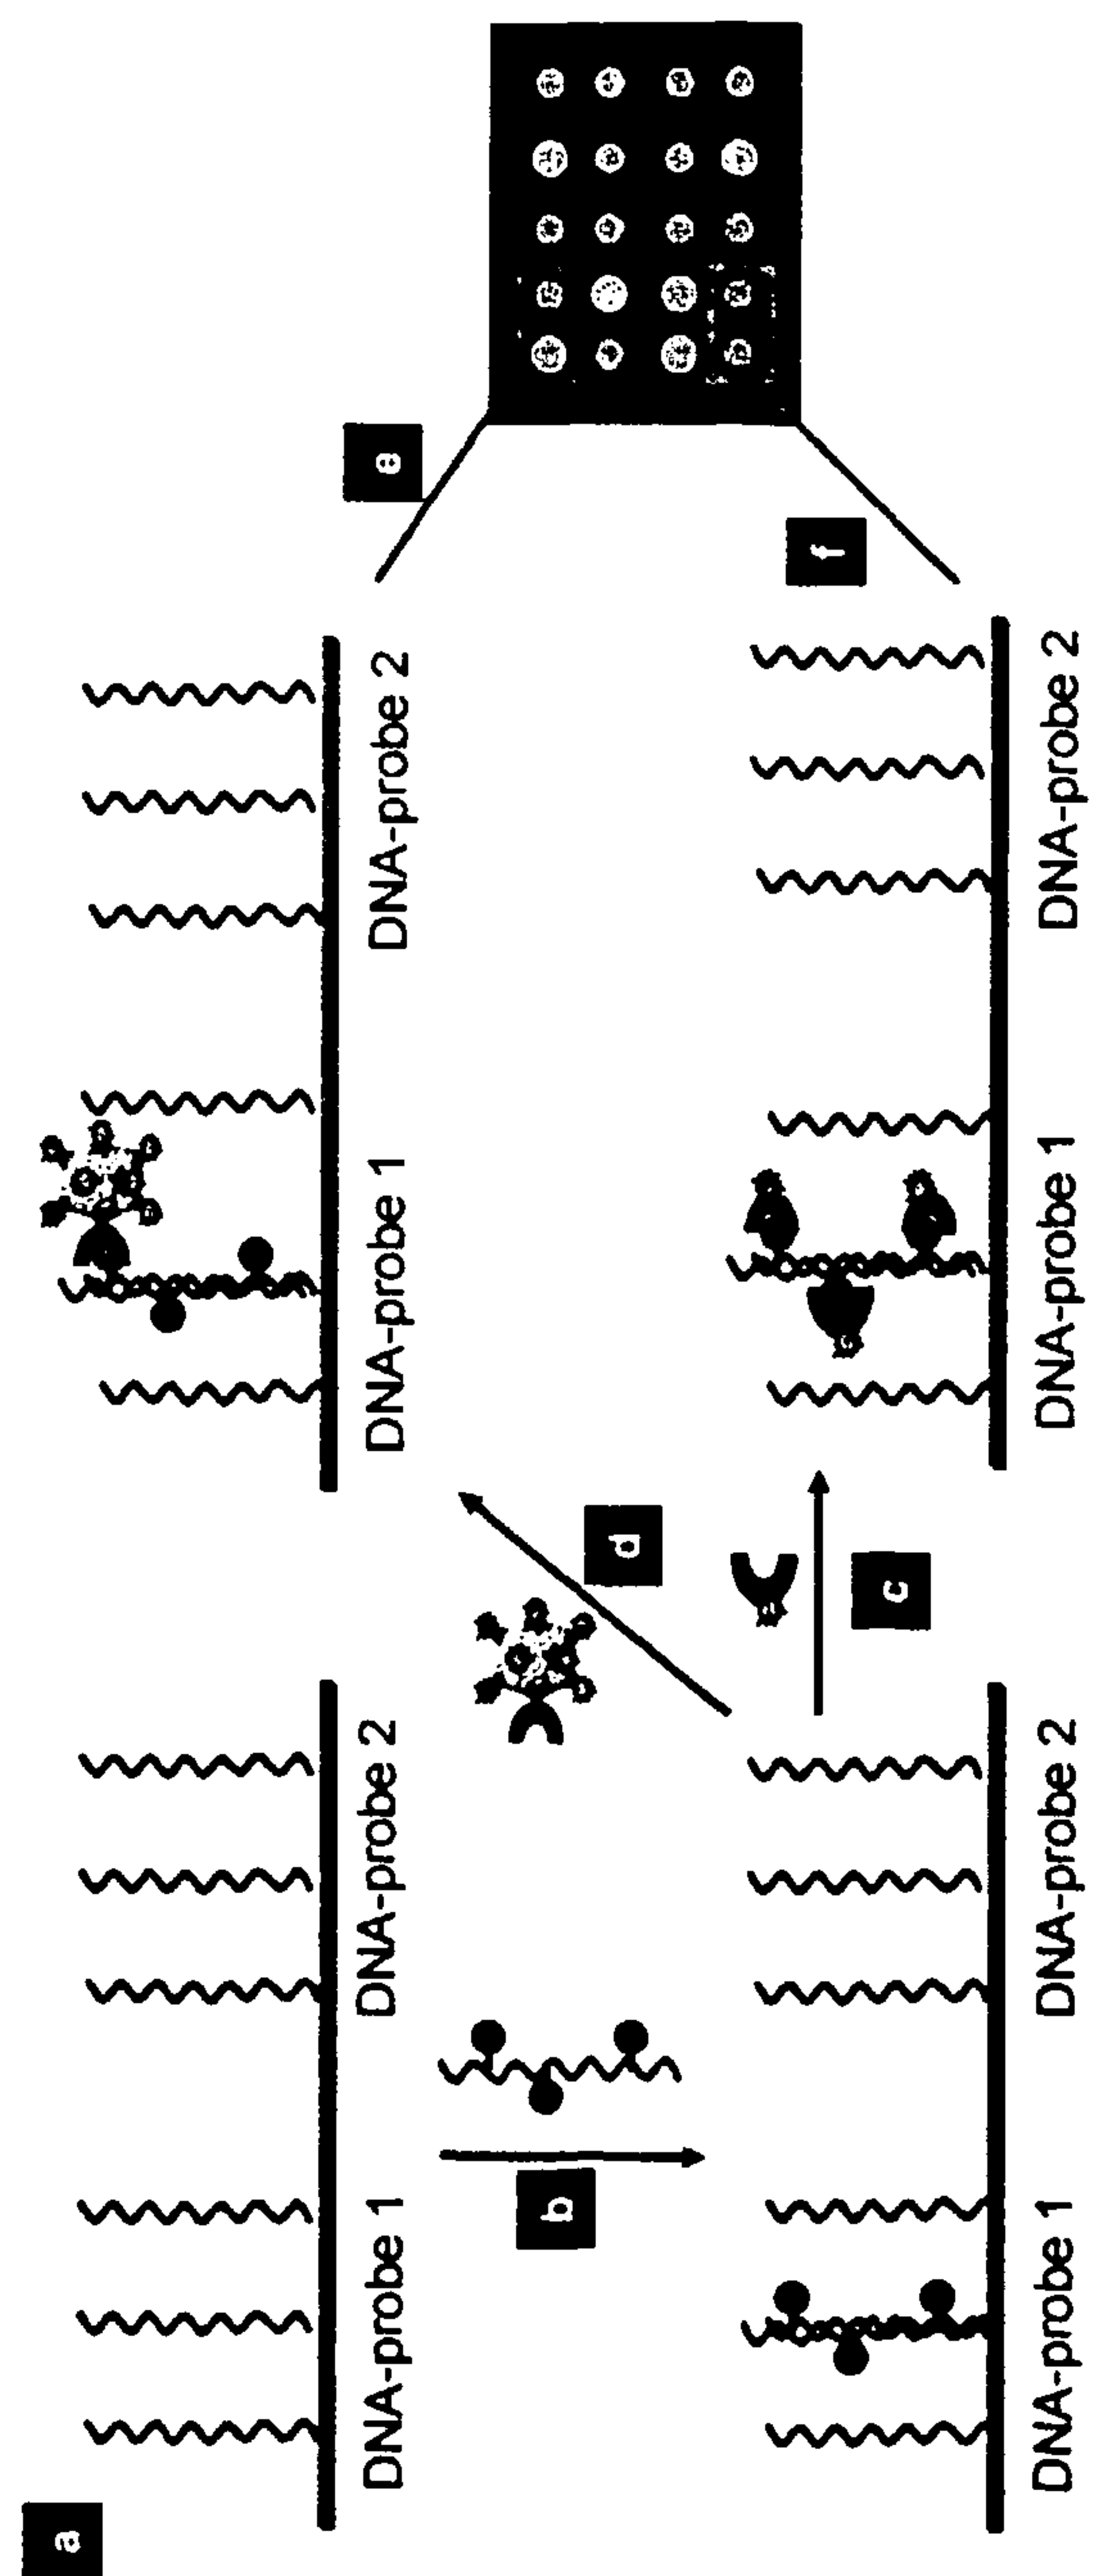 a
DNA-probe 1
DNA-probe 2
b
DNA-probe 1
DNA-probe 2
c
d
DNA-probe 1
DNA-probe 2
DNA-probe 1
DNA-probe 2
e
f